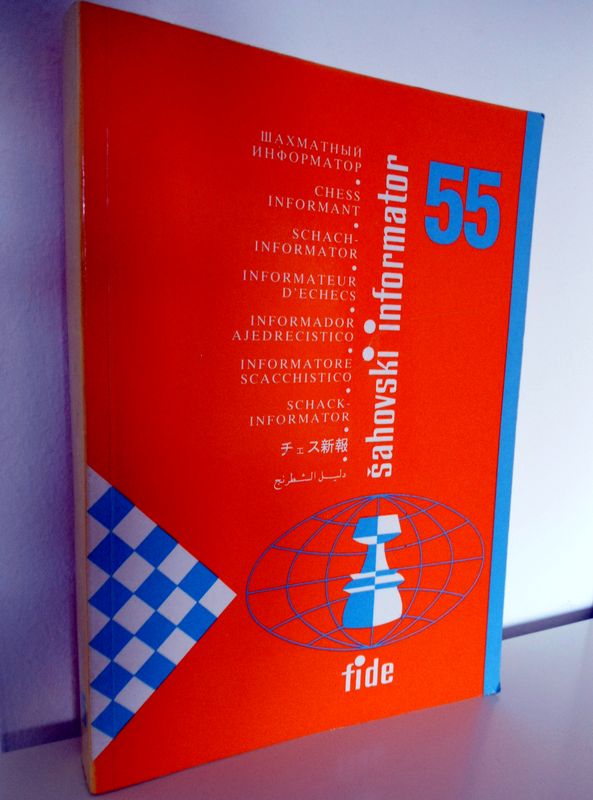 ШАХМАТНЫЙ
ИНФОРМАТОР
CHESS
INFORMANT
SCHACH-
INFORMATOR
INFORMATEUR
D'ECHECS
INFORMADOR
AJEDRECISTICO
INFORMATORE
SCACCHISTICO
SCHACK-
INFORMATOR
チェス新報
دليل الشطرنج
šahovski informator
55
fide